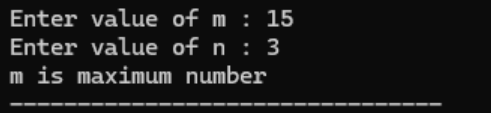 Enter value of m : 15
Enter value of n : 3
m is maximum number
--------------------------------